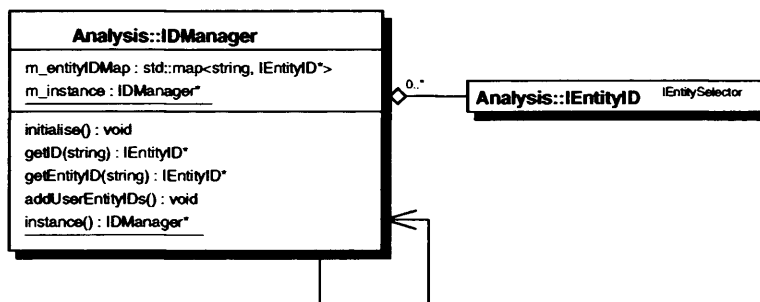 Analysis::IDManager
m_entityIDMap : std::map<string, IEntityID*>
m_instance : IDManager*
0..*
Analysis::IEntityID IEntitySelector
initialise() : void
getID(string) : IEntityID*
getEntityID(string) : IEntityID*
addUserEntityIDs() : void
instance() : IDManager*